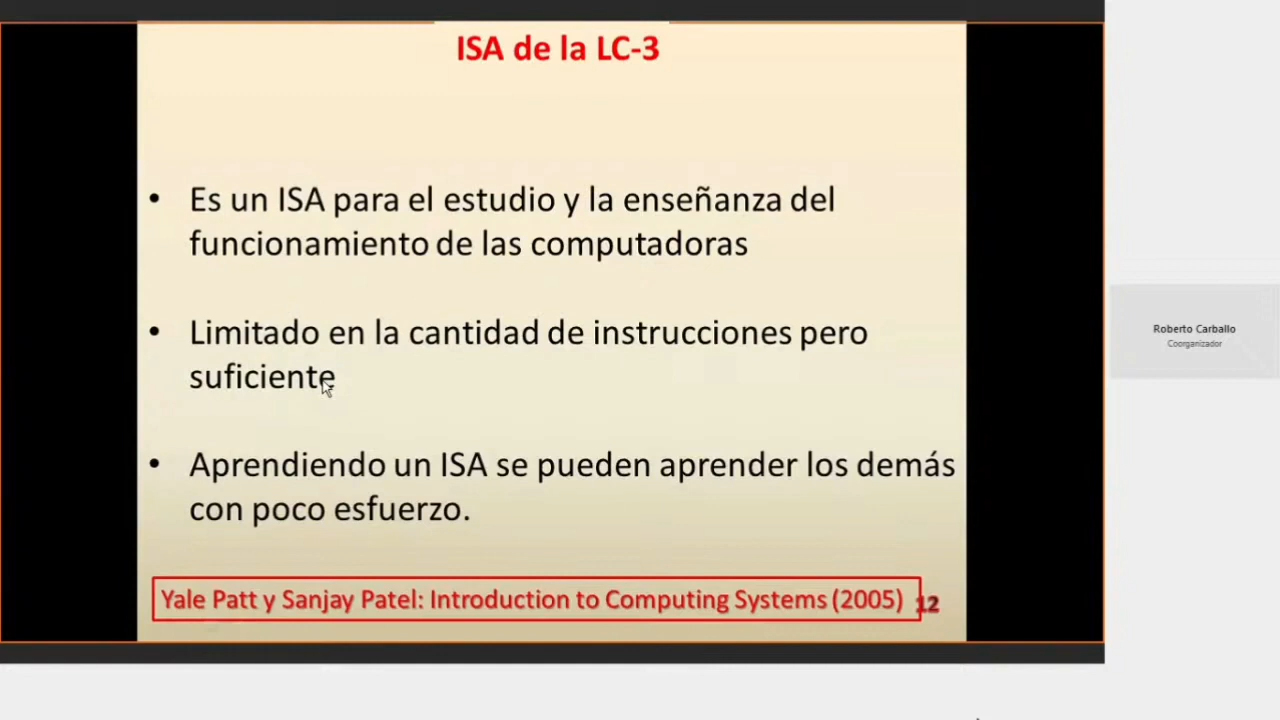 ISA de la LC-3
• Es un ISA para el estudio y la enseñanza del
funcionamiento de las computadoras
• Limitado en la cantidad de instrucciones pero
suficiente
• Aprendiendo un ISA se pueden aprender los demás
con poco esfuerzo.
Yale Patt y Sanjay Patel: Introduction to Computing Systems (2005)
12
Roberto Carballo
Coorganizador